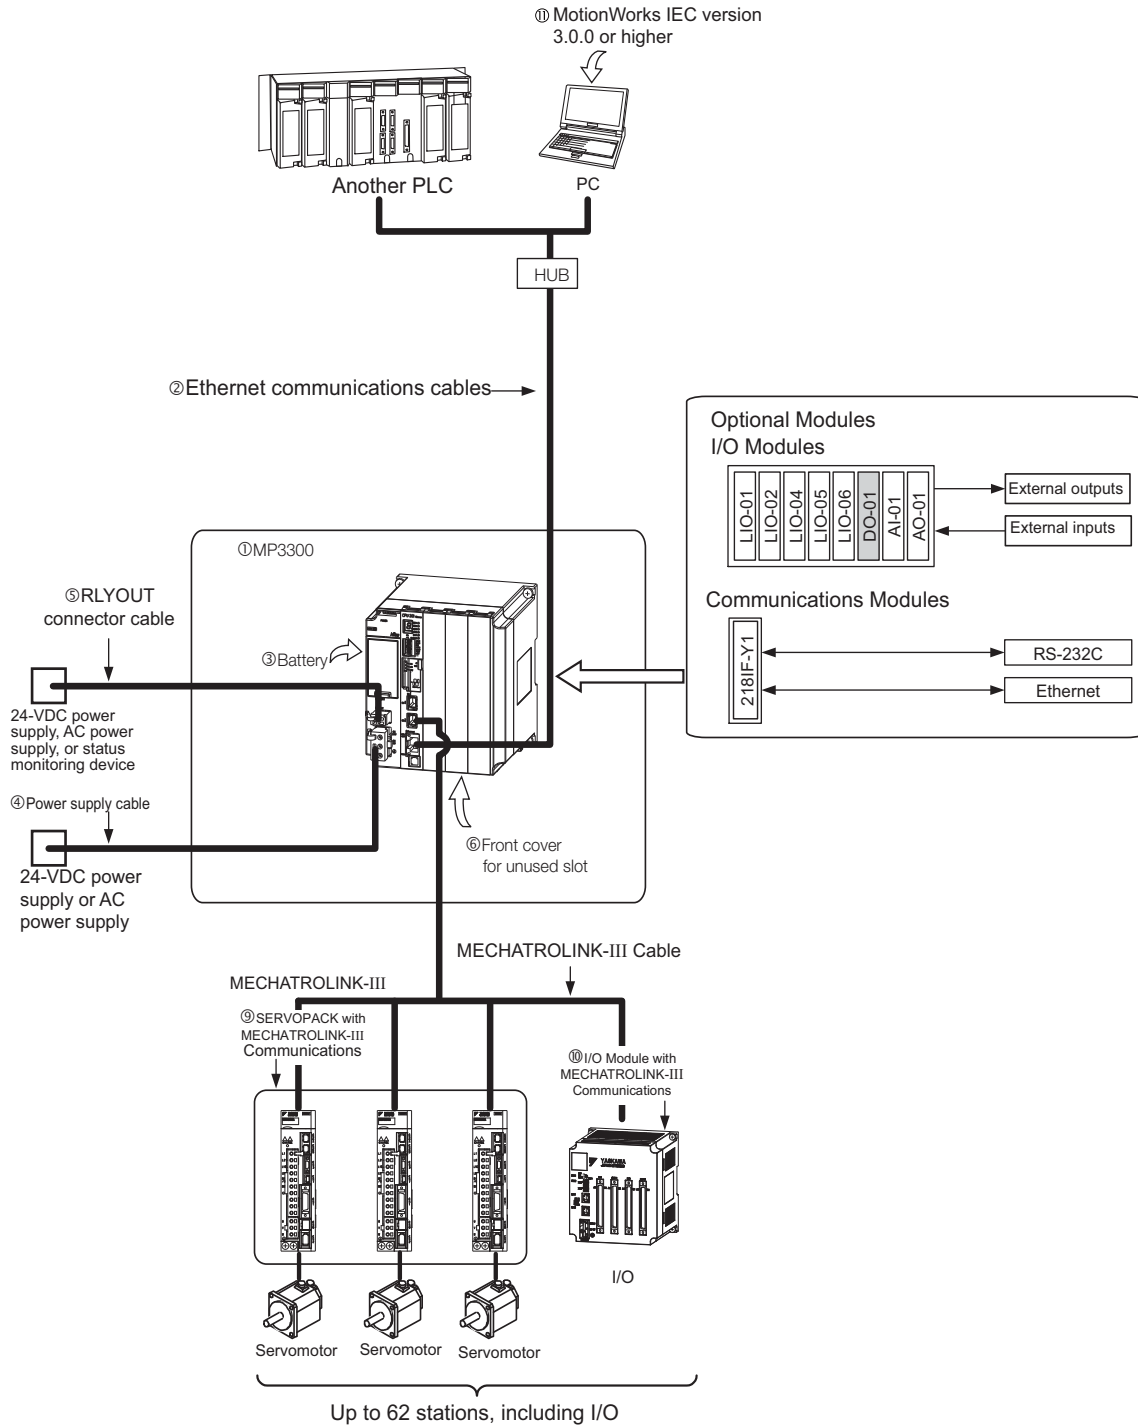 ⑪ MotionWorks IEC version
3.0.0 or higher
Another PLC
PC
HUB
②Ethernet communications cables
Optional Modules
I/O Modules
LIO-01
LIO-02
LIO-04
LIO-05
LIO-06
DO-01
AI-01
AO-01
External outputs
External inputs
Communications Modules
218IF-Y1
RS-232C
Ethernet
①MP3300
⑤RLYOUT
connector cable
③Battery
24-VDC power
supply, AC power
supply, or status
monitoring device
④Power supply cable
⑥Front cover
for unused slot
24-VDC power
supply or AC
power supply
MECHATROLINK-III Cable
MECHATROLINK-III
⑨SERVOPACK with
MECHATROLINK-III
Communications
⑩I/O Module with
MECHATROLINK-III
Communications
YASKAWA
I/O
Servomotor
Servomotor
Servomotor
Up to 62 stations, including I/O